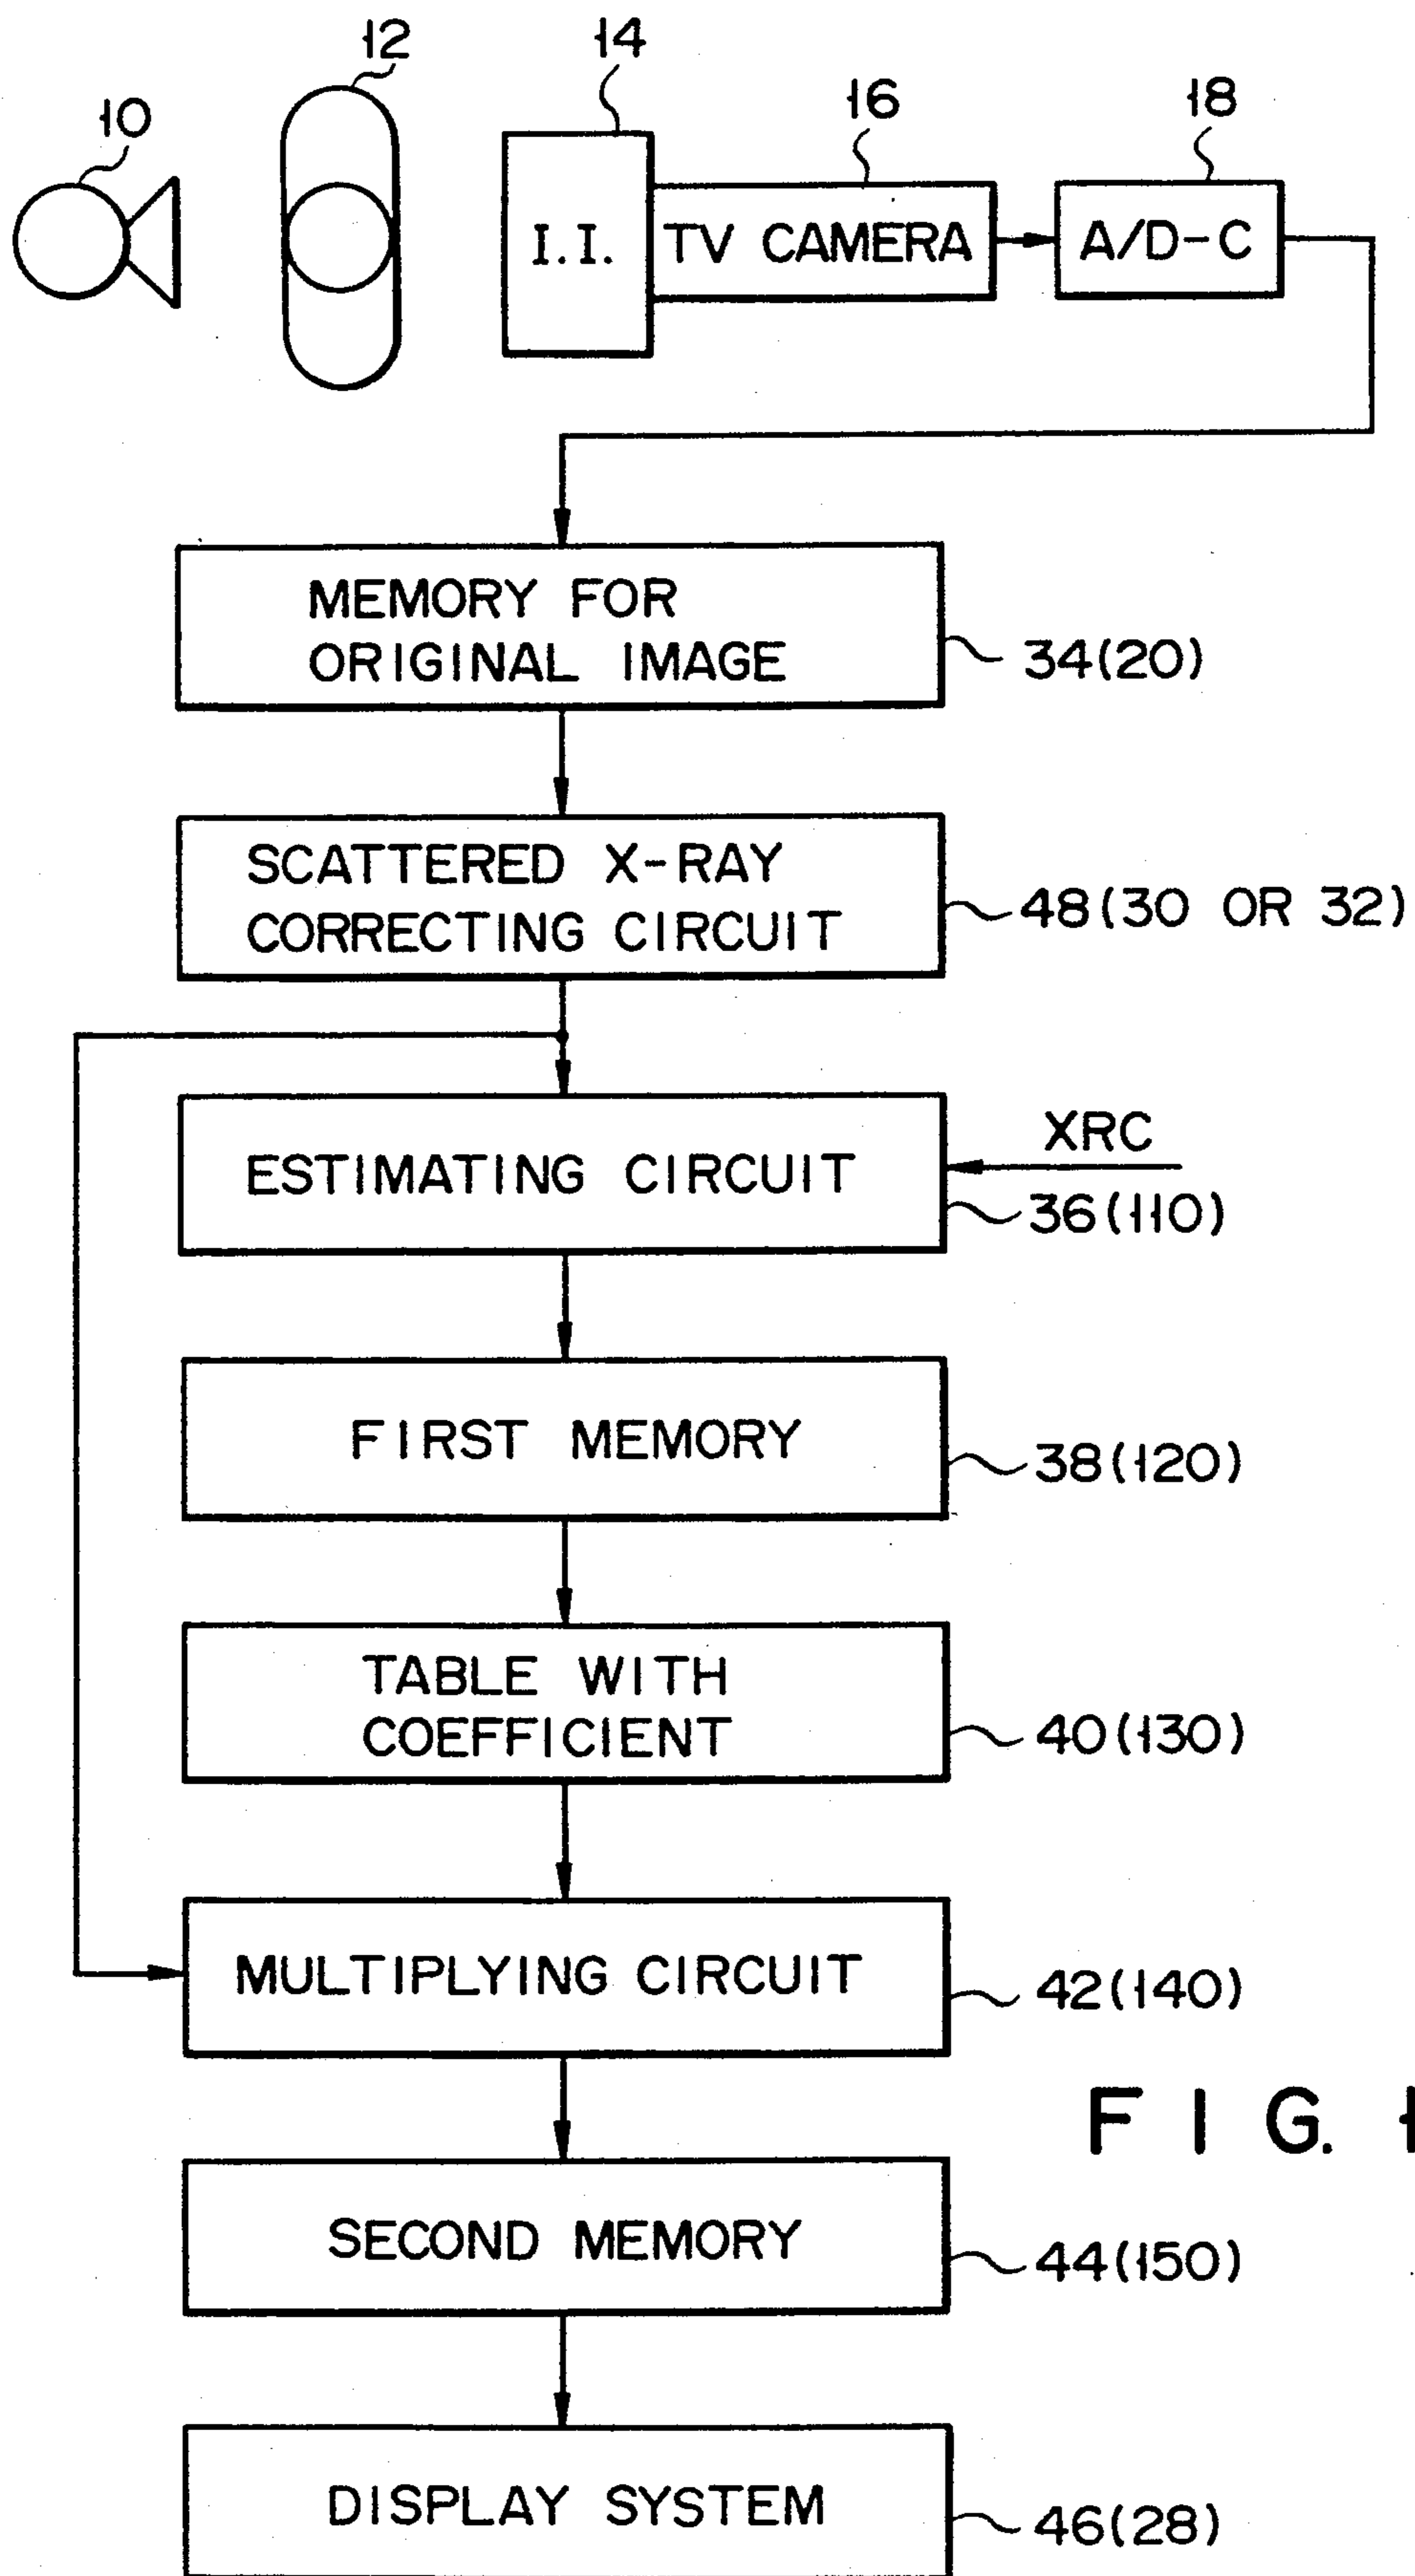 10
12
14
16
18
I.I.
TV CAMERA
A/D-C
MEMORY FOR
ORIGINAL IMAGE
34(20)
SCATTERED X-RAY
CORRECTING CIRCUIT
48(30 OR 32)
XRC
ESTIMATING CIRCUIT
36(110)
FIRST MEMORY
38(120)
TABLE WITH
COEFFICIENT
40(130)
MULTIPLYING CIRCUIT
42(140)
FIG. 1
SECOND MEMORY
44(150)
DISPLAY SYSTEM
46(28)